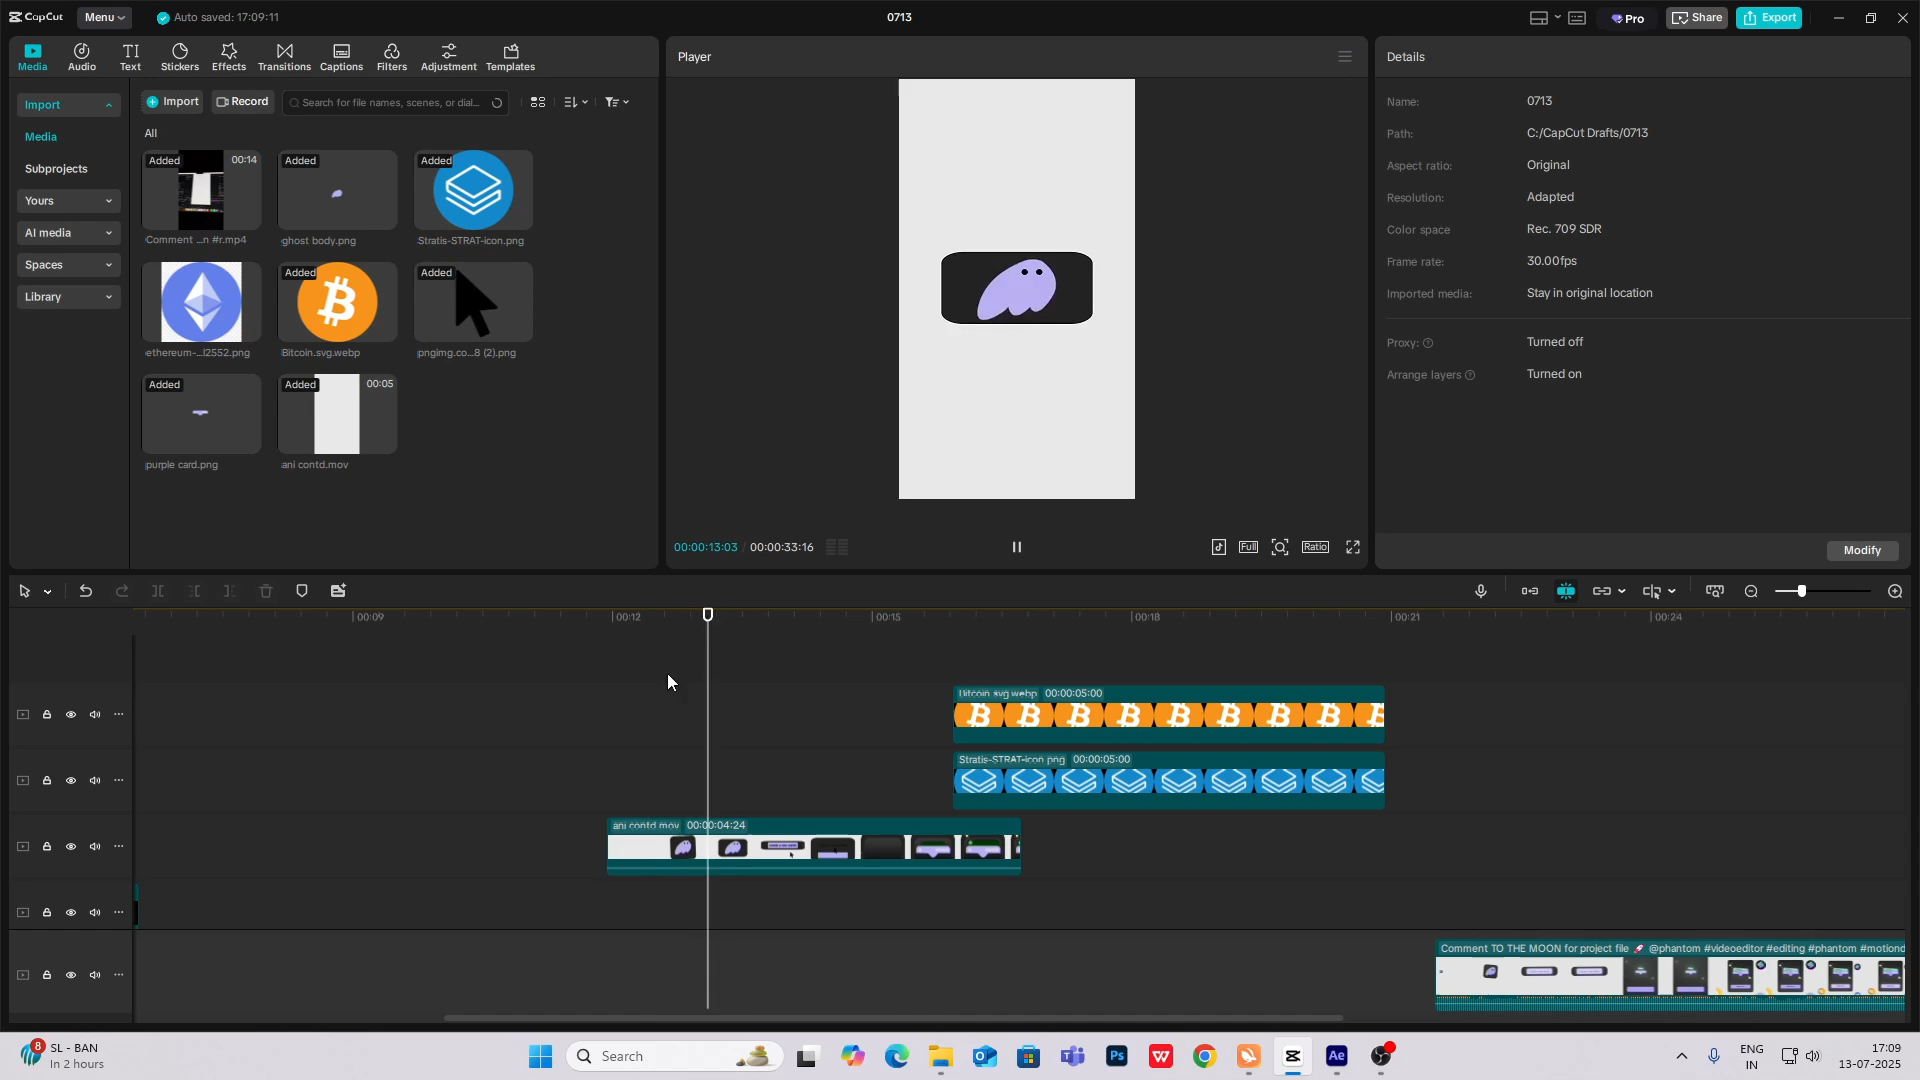 CapCut
Menu
Auto saved: 17:09:11
0713
Pro
Share
Export
Media
Audio
Text
Stickers
Effects
Transitions
Captions
Filters
Adjustment
Templates
Player
Details
Import
Media
Subprojects
Yours
AI media
Spaces
Library
Import
Record
Search for file names, scenes, or dial...
All
Added 00:14
Added
Added
Comment ...n #r.mp4
ghost body.png
Stratis-STRAT-icon.png
Added
Added
ethereum-...l2552.png
Bitcoin.svg.webp
pngimg.co...8 (2).png
Added
Added 00:05
purple card.png
ani contd.mov
Name: 0713
Path: C:/CapCut Drafts/0713
Aspect ratio: Original
Resolution: Adapted
Color space Rec. 709 SDR
Frame rate: 30.00fps
Imported media: Stay in original location
Proxy: Turned off
Arrange layers Turned on
Modify
00:00:13:03 / 00:00:33:16
Full
Ratio
00:09
00:12
00:15
00:18
00:21
00:24
Bitcoin.svg.webp 00:00:05:00
Stratis-STRAT-icon.png 00:00:05:00
ani contd.mov 00:00:04:24
Comment TO THE MOON for project file 🚀 @phantom #videoeditor #editing #phantom #motiond
8
SL - BAN
In 2 hours
Search
Ps
W
Ae
ENG
IN
17:09
13-07-2025